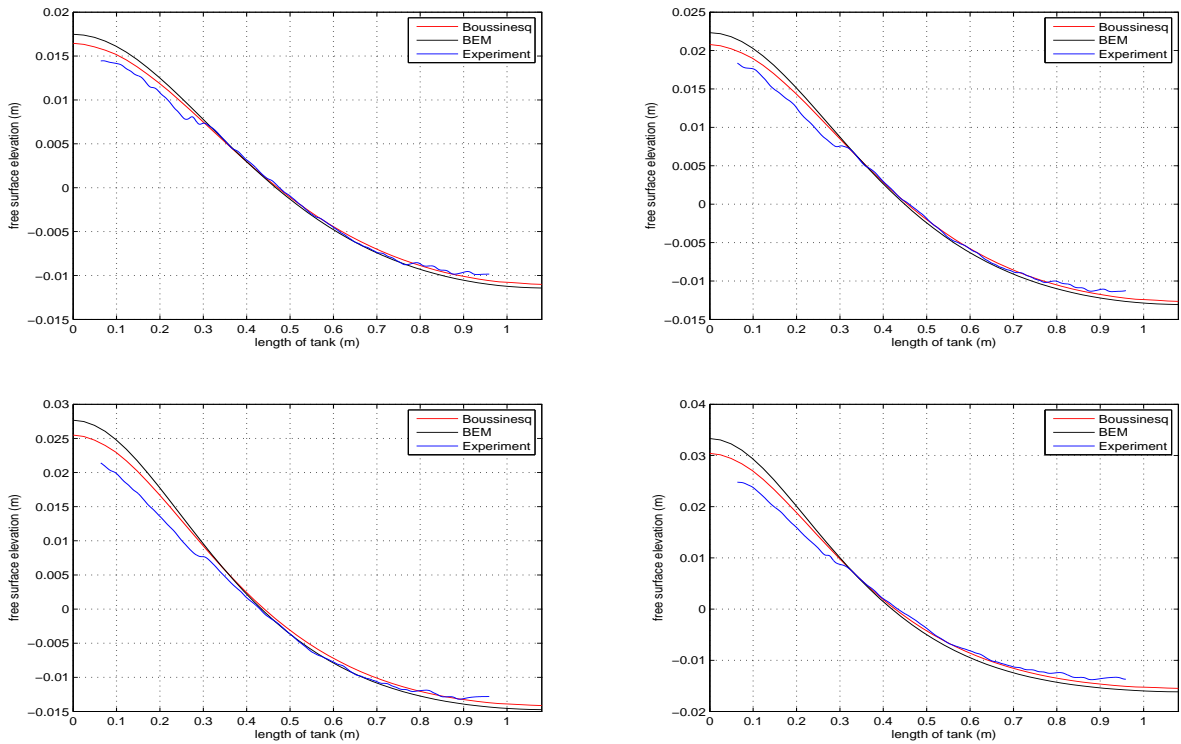 0.02
0.015
0.01
0.005
0
−0.005
−0.01
−0.015
0 0.1 0.2 0.3 0.4 0.5 0.6 0.7 0.8 0.9 1
length of tank (m)
free surface elevation (m)
Boussinesq
BEM
Experiment
0.025
0.02
0.015
0.01
0.005
0
−0.005
−0.01
−0.015
0 0.1 0.2 0.3 0.4 0.5 0.6 0.7 0.8 0.9 1
length of tank (m)
free surface elevation (m)
Boussinesq
BEM
Experiment
0.03
0.025
0.02
0.015
0.01
0.005
0
−0.005
−0.01
−0.015
0 0.1 0.2 0.3 0.4 0.5 0.6 0.7 0.8 0.9 1
length of tank (m)
free surface elevation (m)
Boussinesq
BEM
Experiment
0.04
0.03
0.02
0.01
0
−0.01
−0.02
0 0.1 0.2 0.3 0.4 0.5 0.6 0.7 0.8 0.9 1
length of tank (m)
free surface elevation (m)
Boussinesq
BEM
Experiment